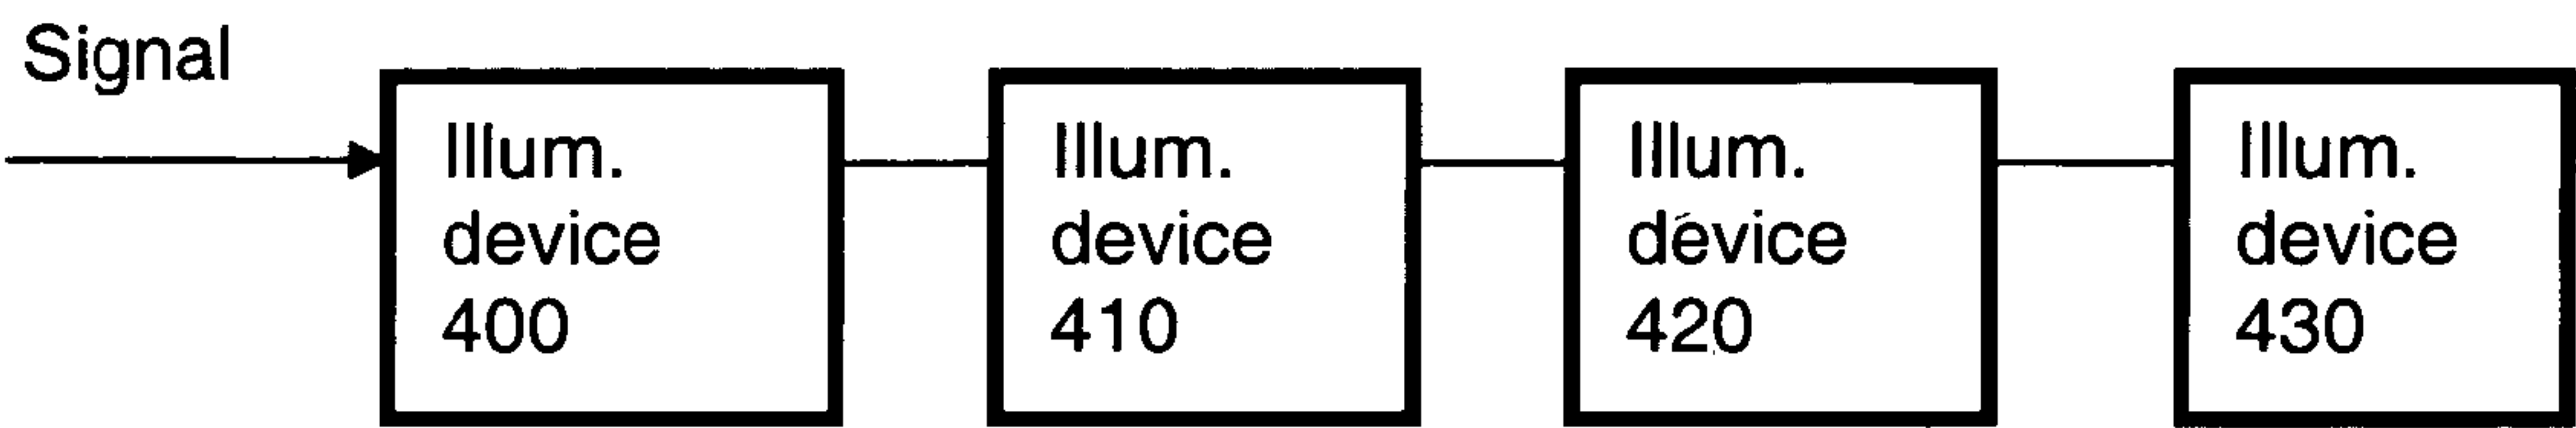 Signal
Illum.
device
400
Illum.
device
410
Illum.
device
420
Illum.
device
430